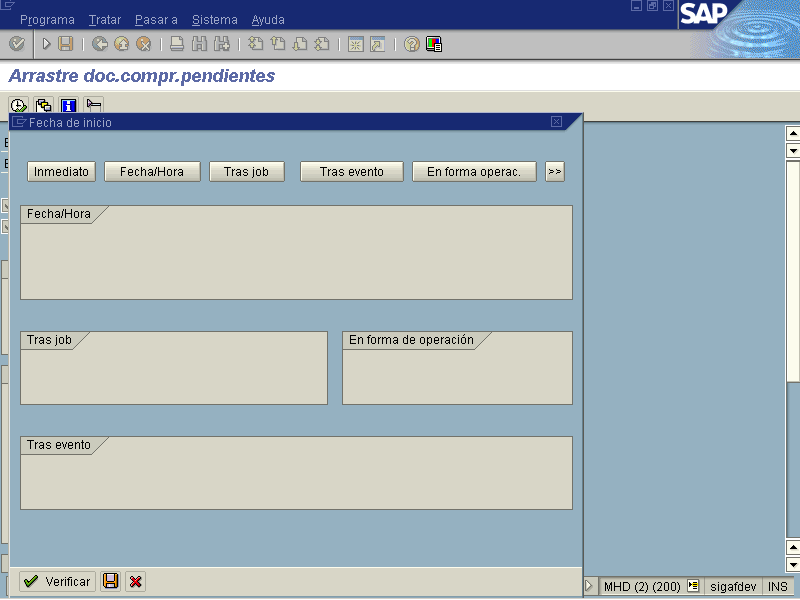 Programa Tratar Pasar a Sistema Ayuda
SAP
Arrastre doc.compr.pendientes
Fecha de inicio
Inmediato Fecha/Hora Tras job Tras evento En forma operac. >>
Fecha/Hora
Tras job En forma de operación
Tras evento
Verificar
MHD (2) (200) sigafdev INS